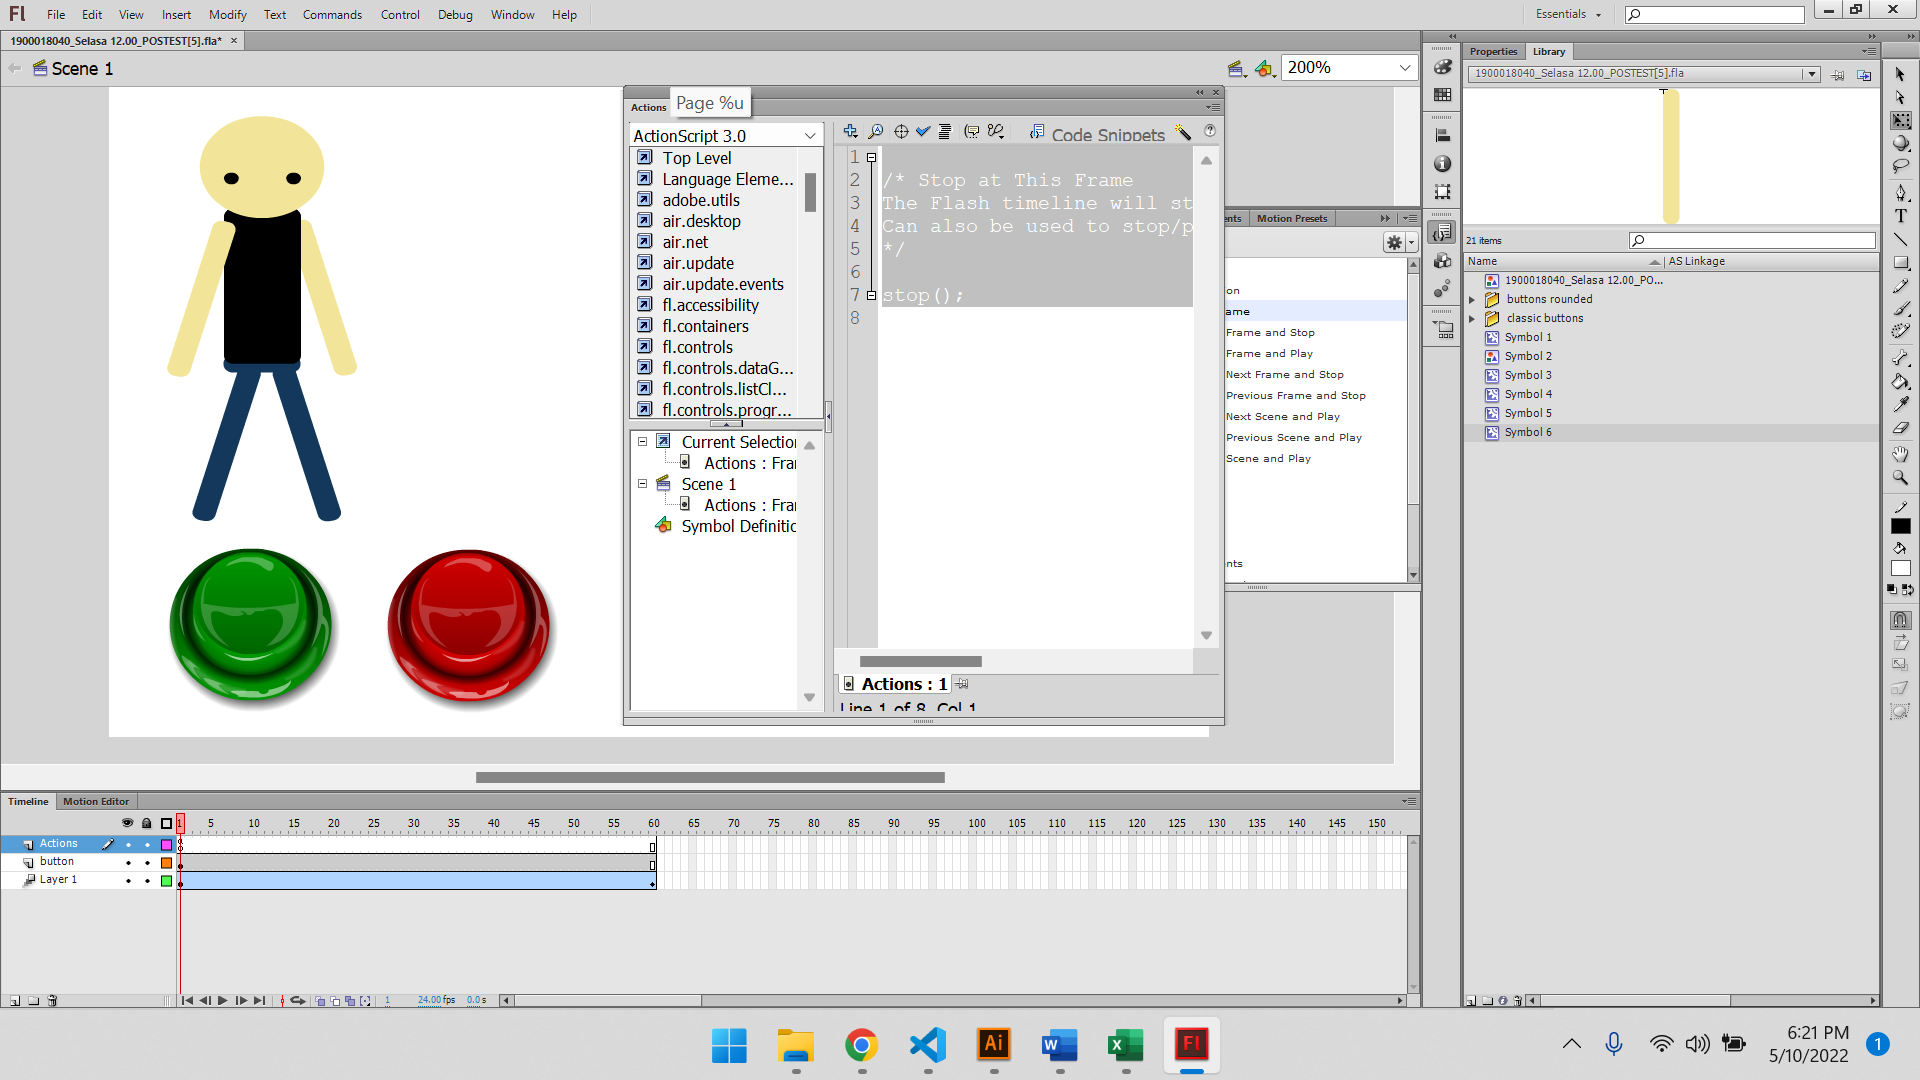 Fl File Edit View Insert Modify Text Commands Control Debug Window Help
Essentials
1900018040_Selasa 12.00_POSTEST[5].fla*
Scene 1
200%
Page %u
Actions
ActionScript 3.0
Top Level
Language Eleme...
adobe.utils
air.desktop
air.net
air.update
air.update.events
fl.accessibility
fl.containers
fl.controls
fl.controls.dataG...
fl.controls.listCl...
fl.controls.progr...
Current Selection
Actions : Fra
Scene 1
Actions : Fra
Symbol Definitio
Code Snippets
1
2 /* Stop at This Frame
3 The Flash timeline will st
4 Can also be used to stop/p
5 */
6
7 stop();
8
Actions : 1
Line 1 of 8, Col 1
ents Motion Presets
on
ame
Frame and Stop
Frame and Play
Next Frame and Stop
Previous Frame and Stop
Next Scene and Play
Previous Scene and Play
Scene and Play
nts
Properties Library
1900018040_Selasa 12.00_POSTEST[5].fla
21 items
Name AS Linkage
1900018040_Selasa 12.00_PO...
buttons rounded
classic buttons
Symbol 1
Symbol 2
Symbol 3
Symbol 4
Symbol 5
Symbol 6
Timeline Motion Editor
1 5 10 15 20 25 30 35 40 45 50 55 60 65 70 75 80 85 90 95 100 105 110 115 120 125 130 135 140 145 150
Actions
button
Layer 1
1 24.00 fps 0.0 s
Ai W X Fl
6:21 PM
5/10/2022
1